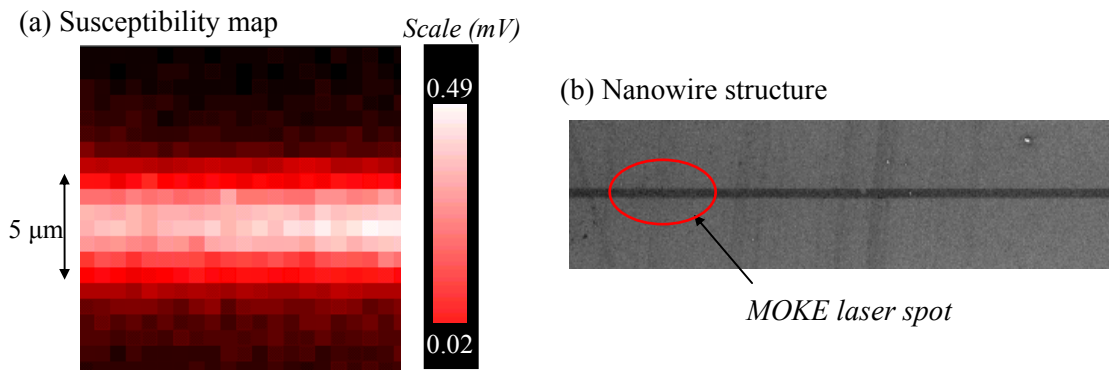 (a) Susceptibility map
Scale (mV)
0.49
5 μm
0.02
(b) Nanowire structure
MOKE laser spot